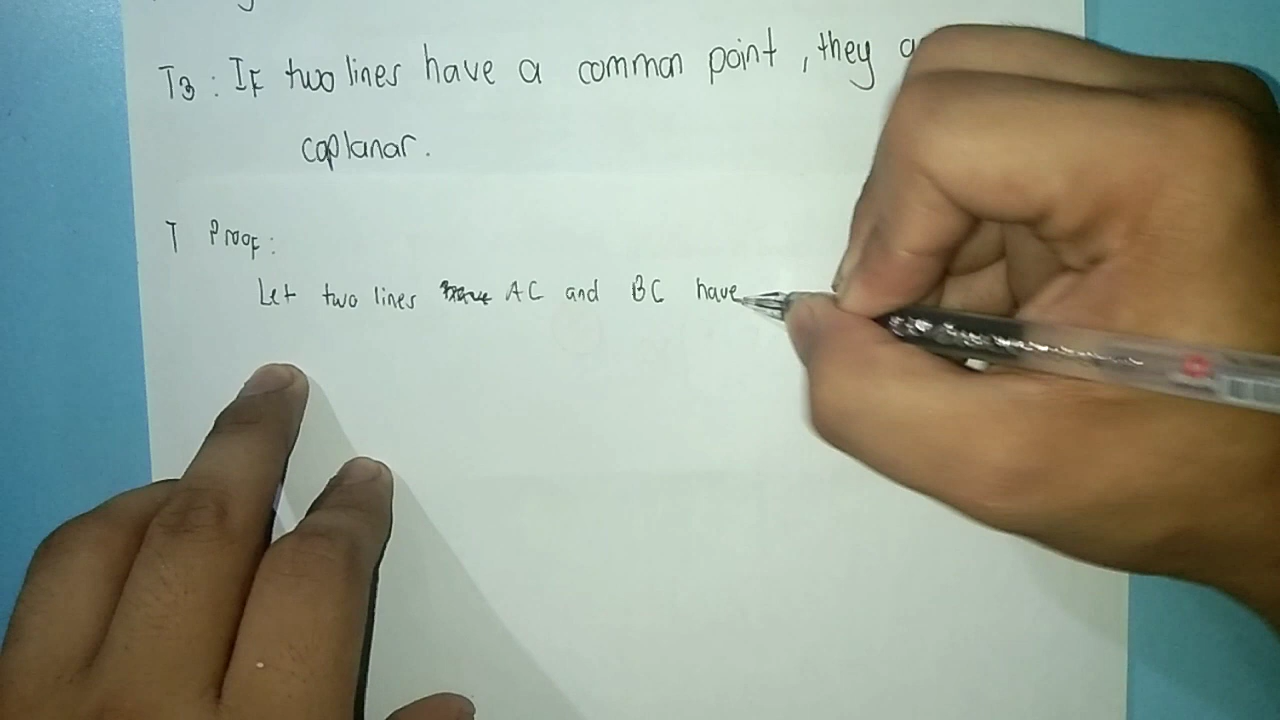 T3 : If two lines have a common point , they
coplanar .
T Proof :
Let two lines AC and BC have